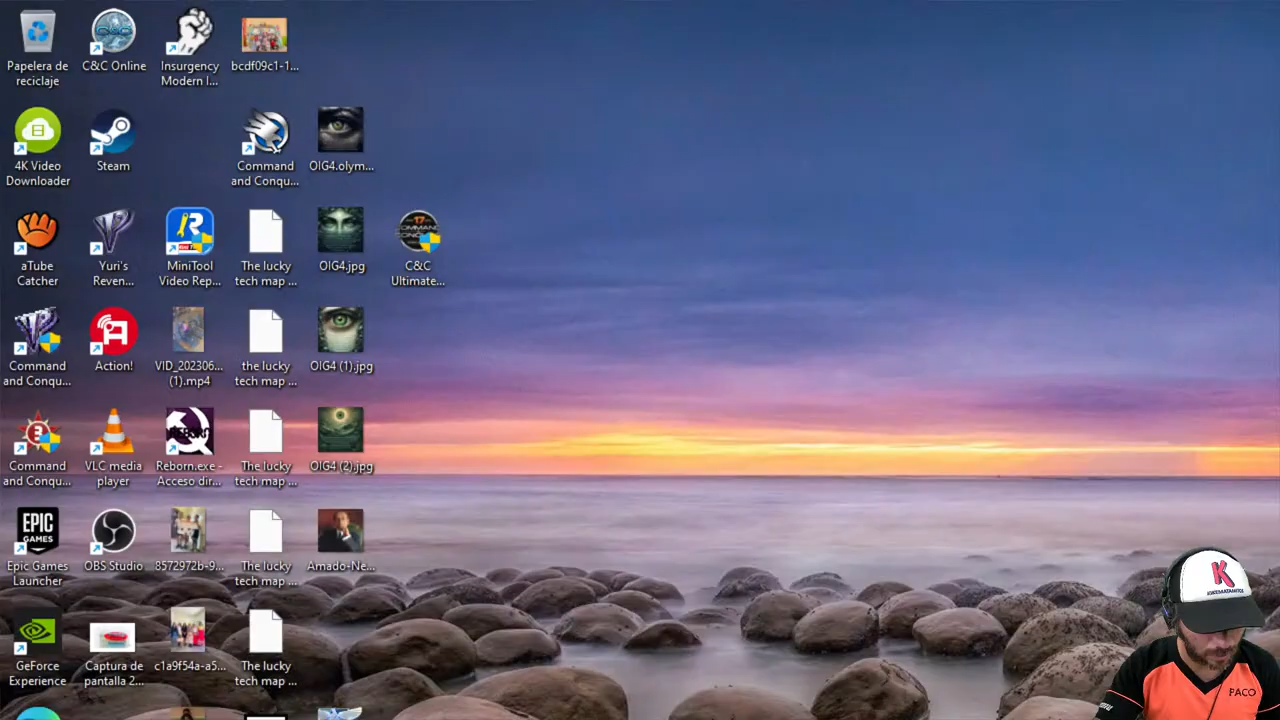 Papelera de
reciclaje
C&C Online
Insurgency
Modern I...
bcdf09c1-1...
4K Video
Downloader
Steam
Command
and Conqu...
OIG4.olym...
aTube
Catcher
Yuri's
Reven...
MiniTool
Video Rep...
The lucky
tech map ...
OIG4.jpg
17
C&C
Ultimate...
Command
and Conqu...
Action!
VID_202306...
(1).mp4
the lucky
tech map ...
OIG4 (1).jpg
Command
and Conqu...
VLC media
player
Reborn.exe -
Acceso dir...
The lucky
tech map ...
OIG4 (2).jpg
EPIC
GAMES
Epic Games
Launcher
OBS Studio
8572972b-9...
The lucky
tech map ...
Amado-Ne...
GeForce
Experience
Captura de
pantalla 2...
c1a9f54a-a5...
The lucky
tech map ...
K
PACO